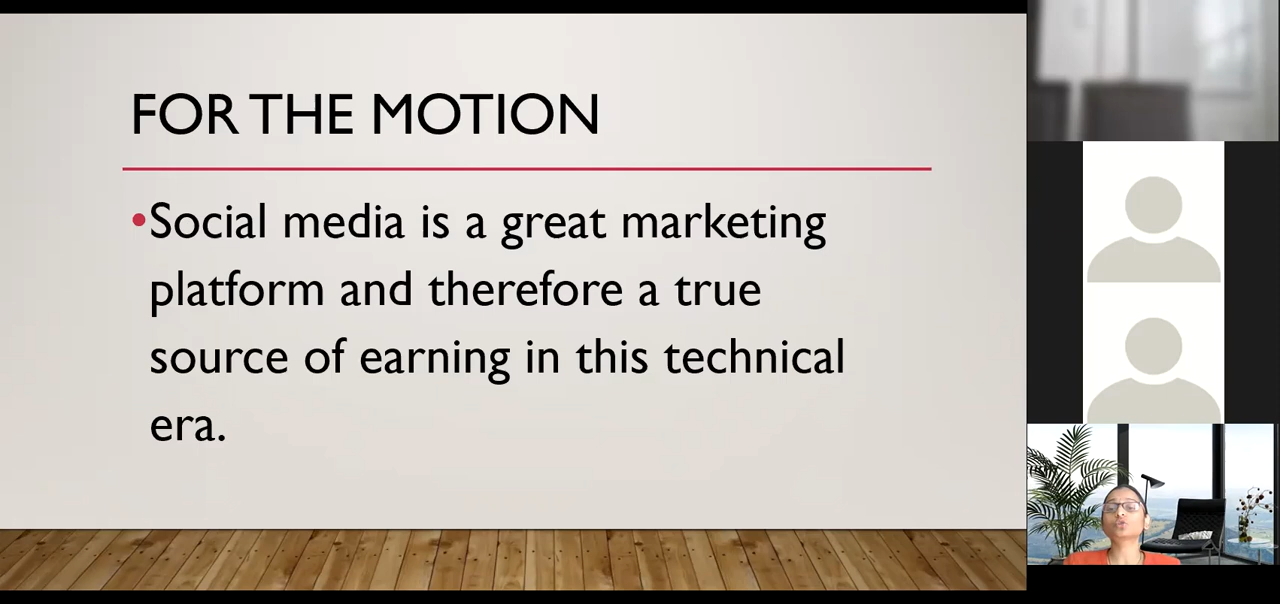 FOR THE MOTION
•Social media is a great marketing
platform and therefore a true
source of earning in this technical
era.